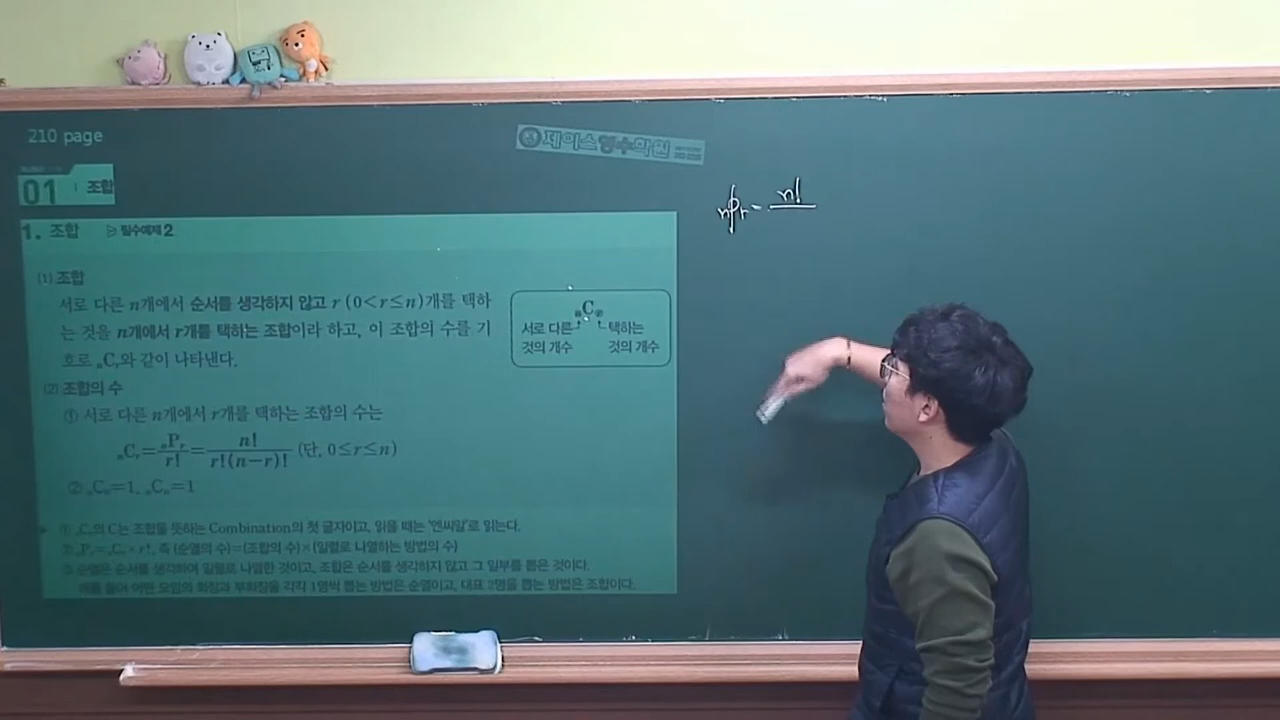 210 page
제이스영수학원
01 조합
1. 조합 ▷ 필수예제 2
(1) 조합
서로 다른 n개에서 순서를 생각하지 않고 r (0<r≤n)개를 택하
는 것을 n개에서 r개를 택하는 조합이라 하고, 이 조합의 수를 기
호로 ₙCᵣ와 같이 나타낸다.
ₙCᵣ
서로 다른 택하는
것의 개수 것의 개수
(2) 조합의 수
① 서로 다른 n개에서 r개를 택하는 조합의 수는
ₙCᵣ=ₙPᵣ/r!=n!/r!(n-r)! (단, 0≤r≤n)
② ₙC₀=1, ₙCₙ=1
① ₙCᵣ의 C는 조합을 뜻하는 Combination의 첫 글자이고, 읽을 때는 '엔씨알'로 읽는다.
② ₙPᵣ=ₙCᵣ×r!, 즉 (순열의 수)=(조합의 수)×(일렬로 나열하는 방법의 수)
③ 순열은 순서를 생각하여 일렬로 나열한 것이고, 조합은 순서를 생각하지 않고 그 일부를 뽑은 것이다.
예를 들어 어떤 모임의 회장과 부회장을 각각 1명씩 뽑는 방법은 순열이고, 대표 2명을 뽑는 방법은 조합이다.
ₙPᵣ = n!